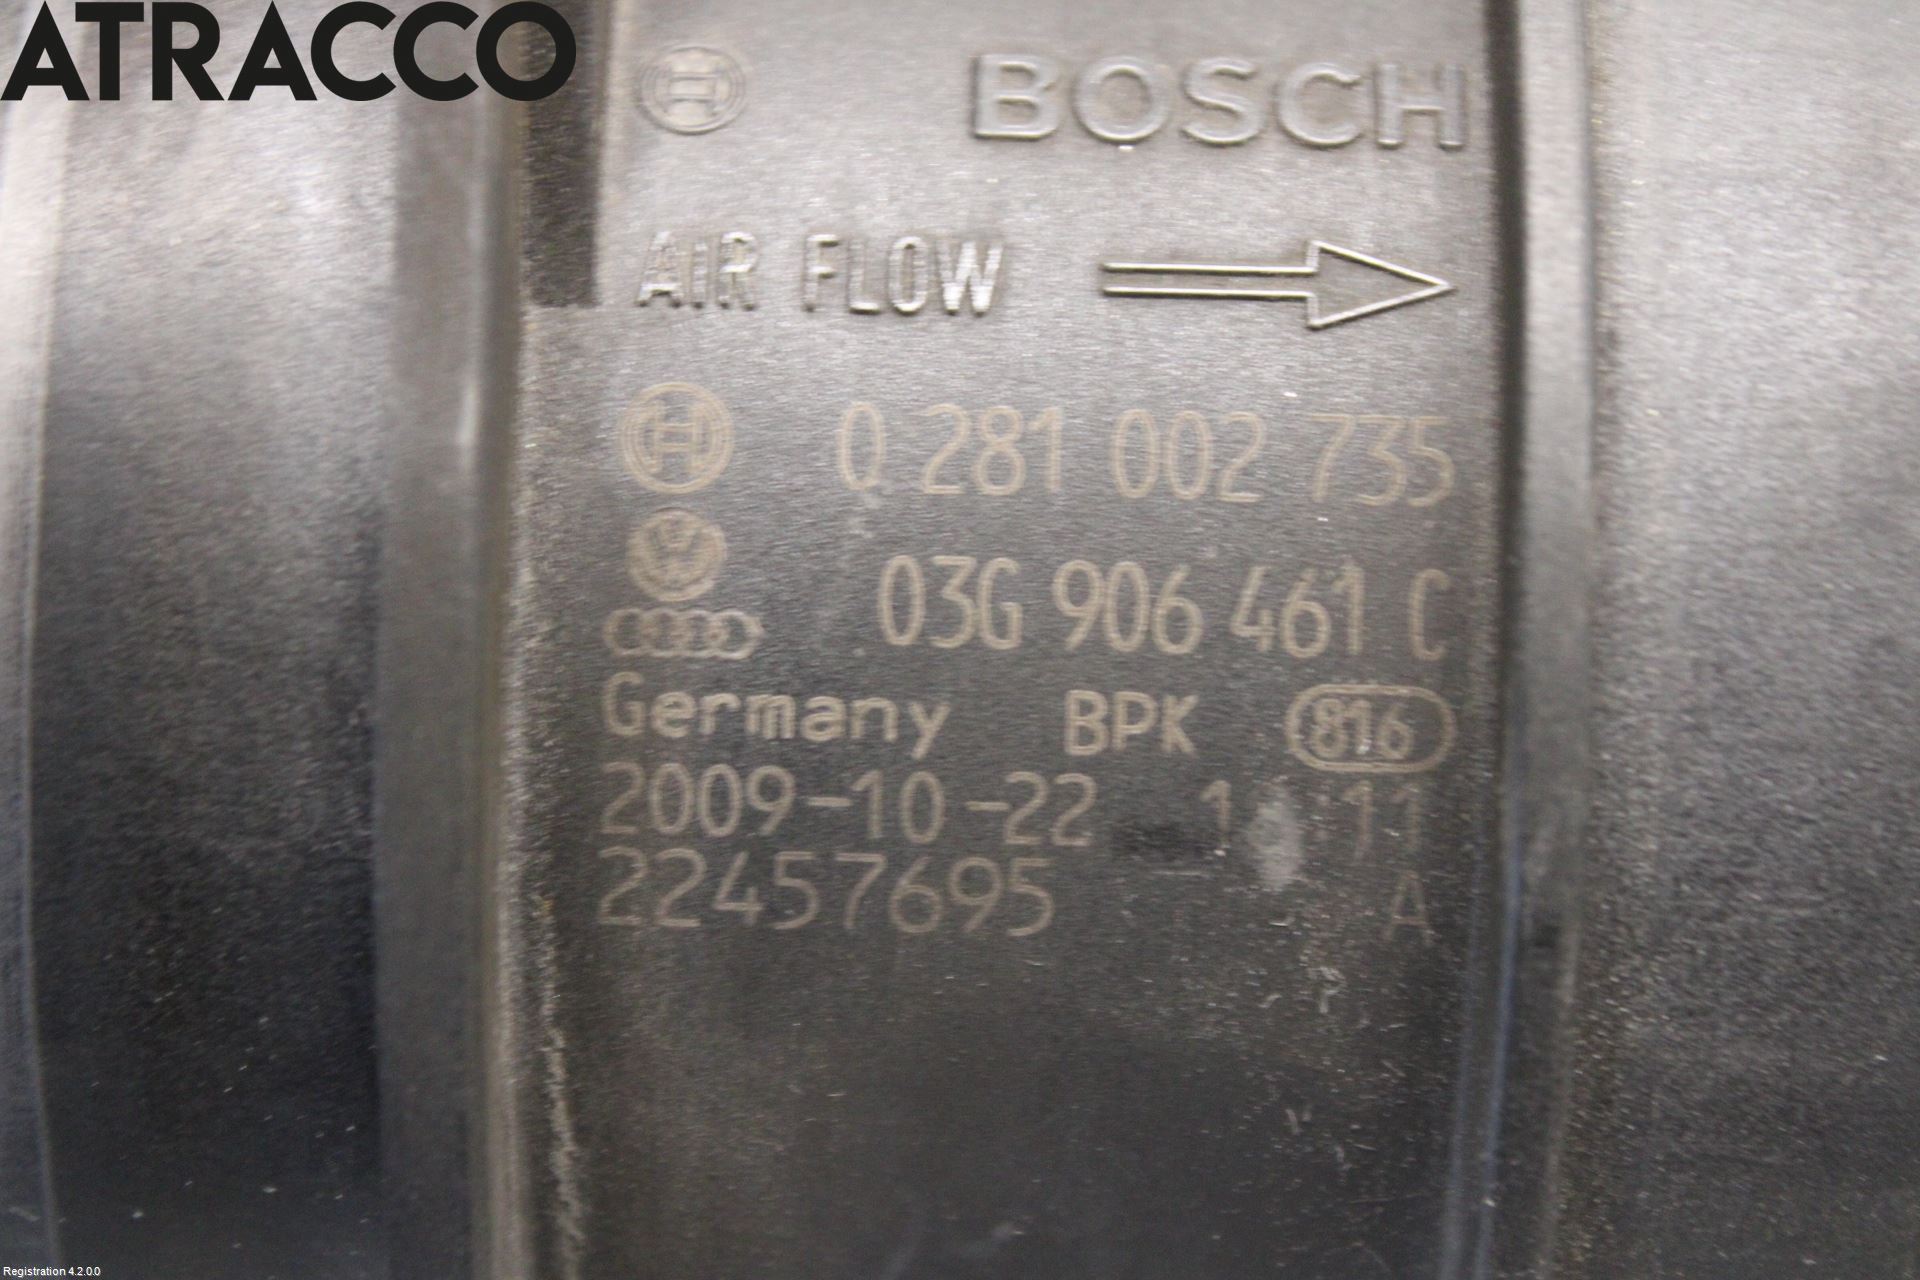 ATRACCO
BOSCH
AIR FLOW
0 281 002 735
03G 906 461 C
Germany BPK 816
2009-10-22
22457695 A
Registration 4.2.0.0